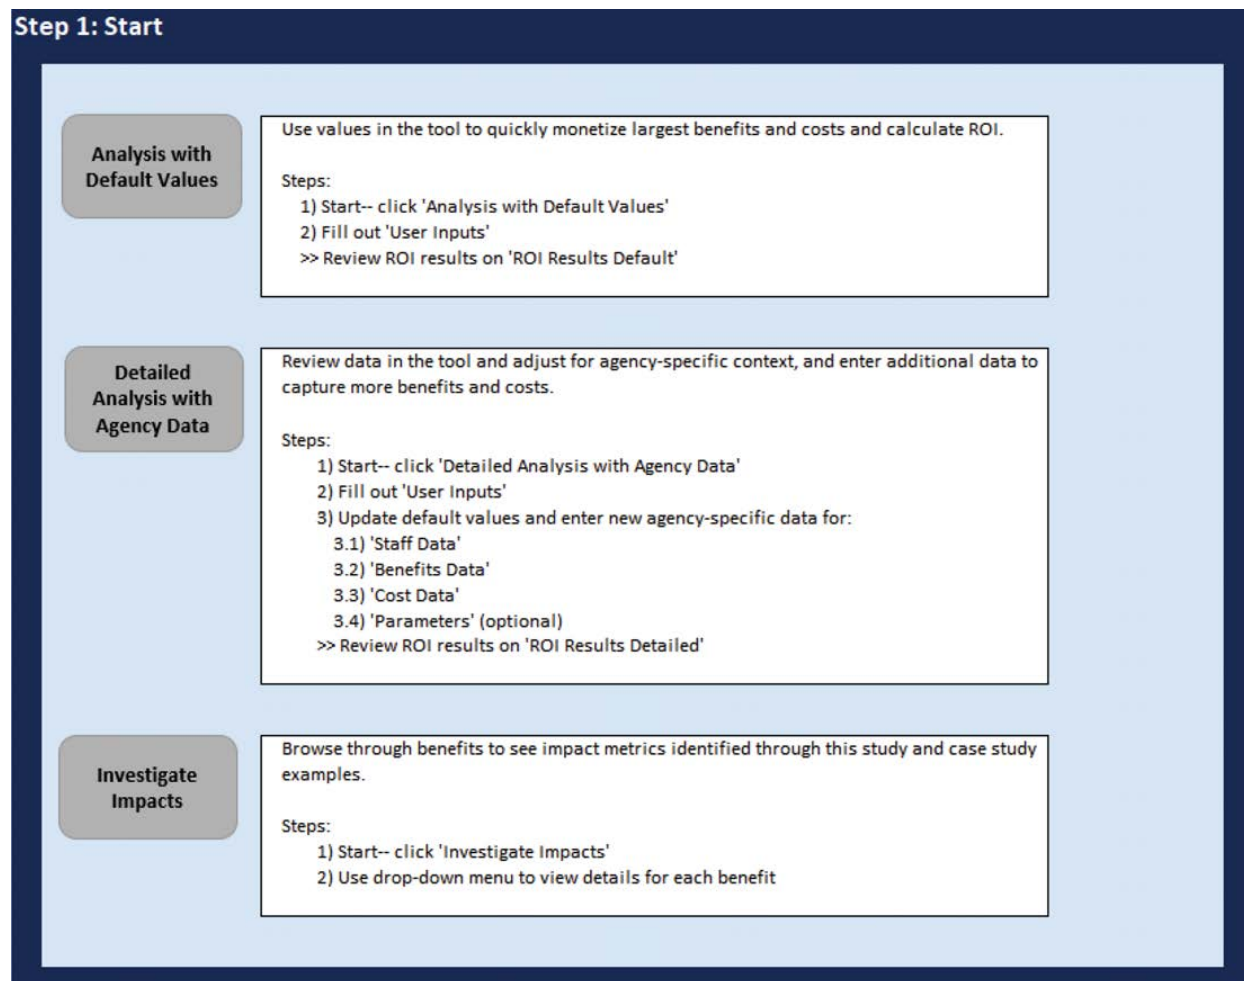 Step 1: Start
Analysis with
Default Values
Use values in the tool to quickly monetize largest benefits and costs and calculate ROI.
Steps:
1) Start-- click 'Analysis with Default Values'
2) Fill out 'User Inputs'
>> Review ROI results on 'ROI Results Default'
Detailed
Analysis with
Agency Data
Review data in the tool and adjust for agency-specific context, and enter additional data to
capture more benefits and costs.
Steps:
1) Start-- click 'Detailed Analysis with Agency Data'
2) Fill out 'User Inputs'
3) Update default values and enter new agency-specific data for:
3.1) 'Staff Data'
3.2) 'Benefits Data'
3.3) 'Cost Data'
3.4) 'Parameters' (optional)
>> Review ROI results on 'ROI Results Detailed'
Investigate
Impacts
Browse through benefits to see impact metrics identified through this study and case study
examples.
Steps:
1) Start-- click 'Investigate Impacts'
2) Use drop-down menu to view details for each benefit